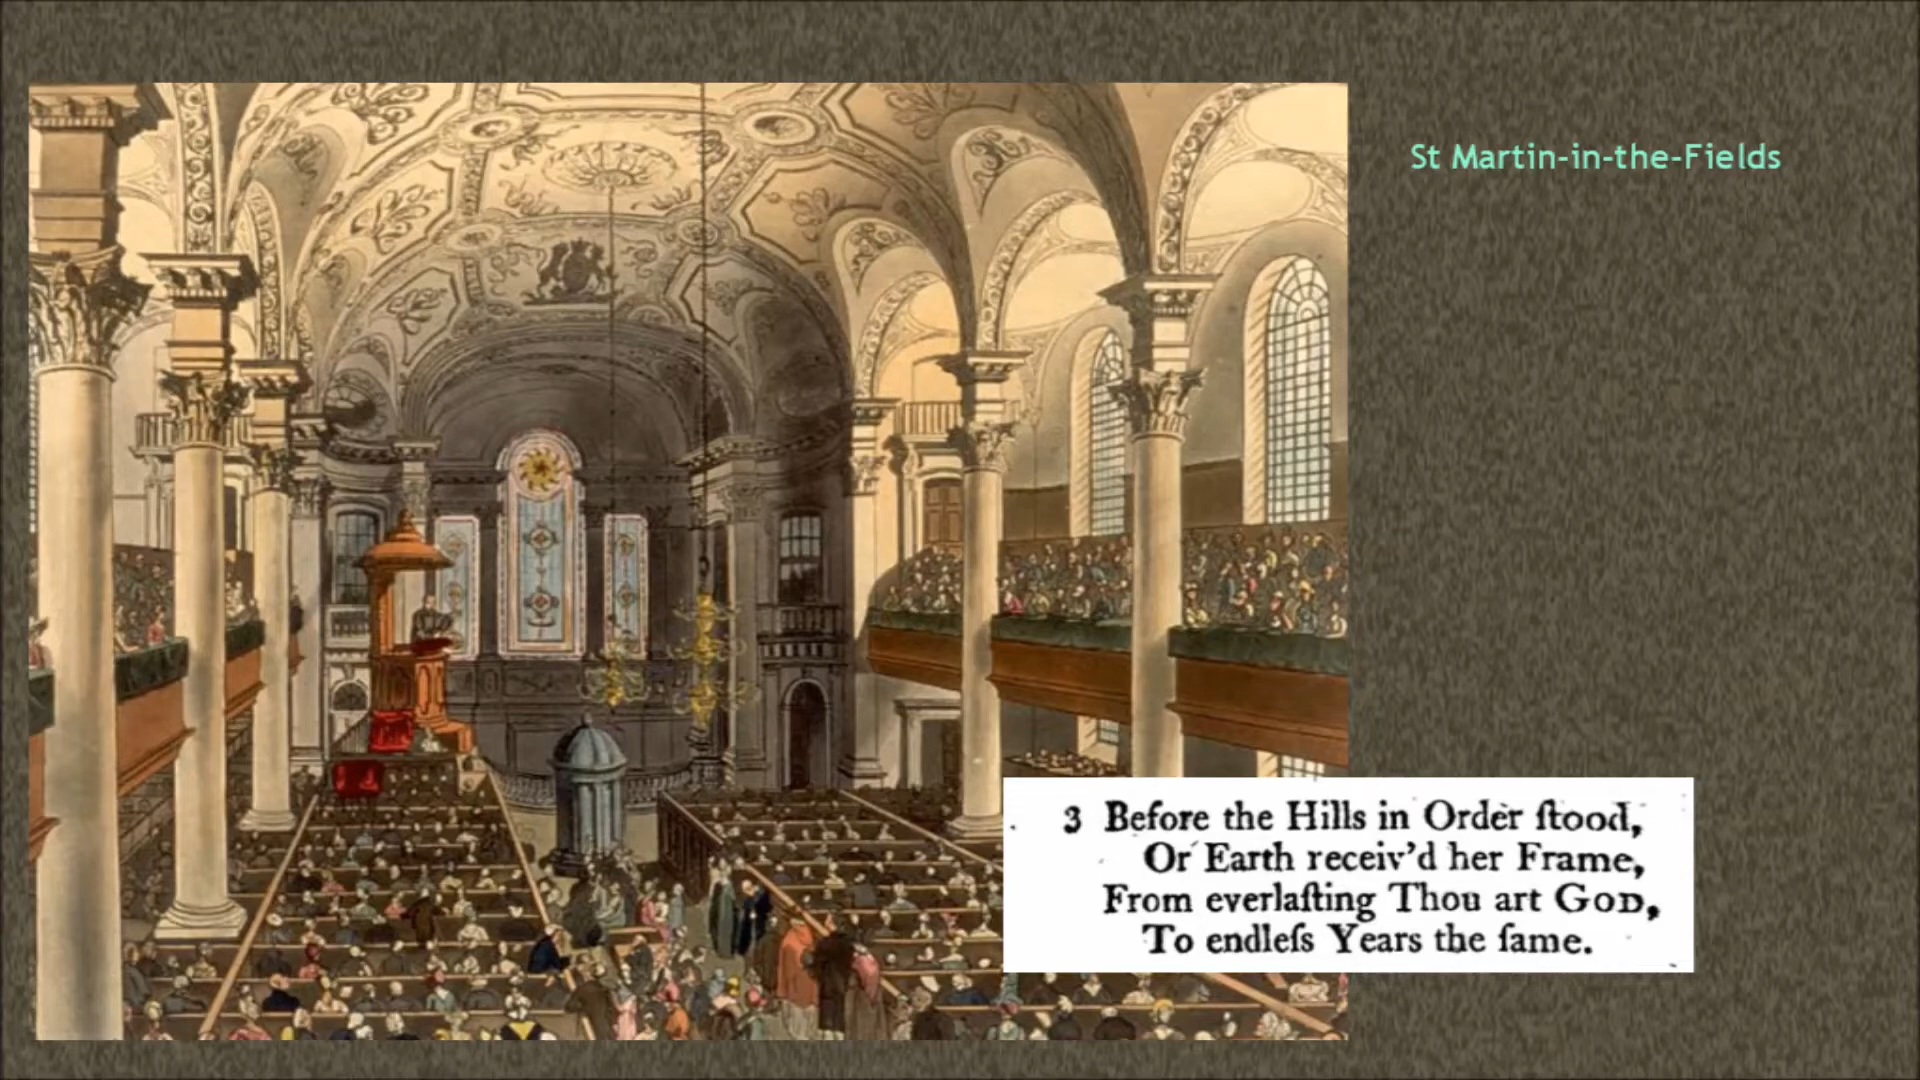 St Martin-in-the-Fields
3 Before the Hills in Order ſtood,
Or Earth receiv'd her Frame,
From everlaſting Thou art GOD,
To endleſs Years the ſame.